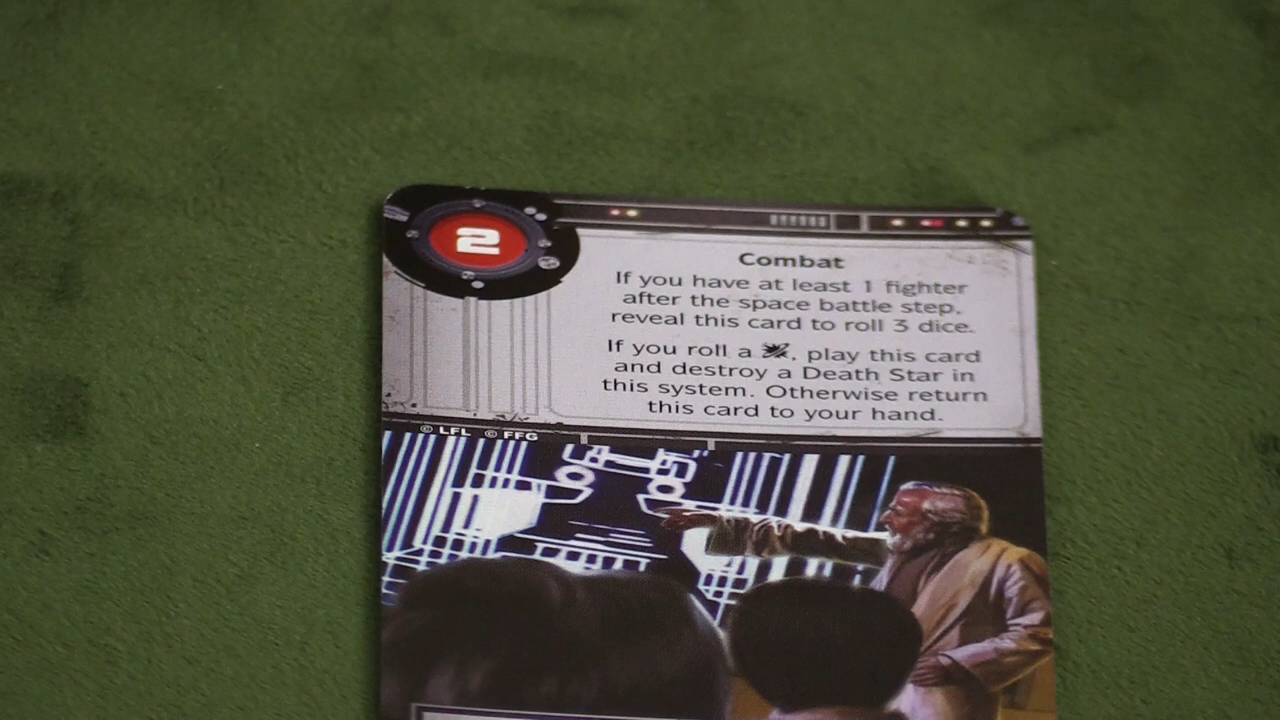 2
Combat
If you have at least 1 fighter
after the space battle step,
reveal this card to roll 3 dice.
If you roll a , play this card
and destroy a Death Star in
this system. Otherwise return
this card to your hand.
© LFL © FFG